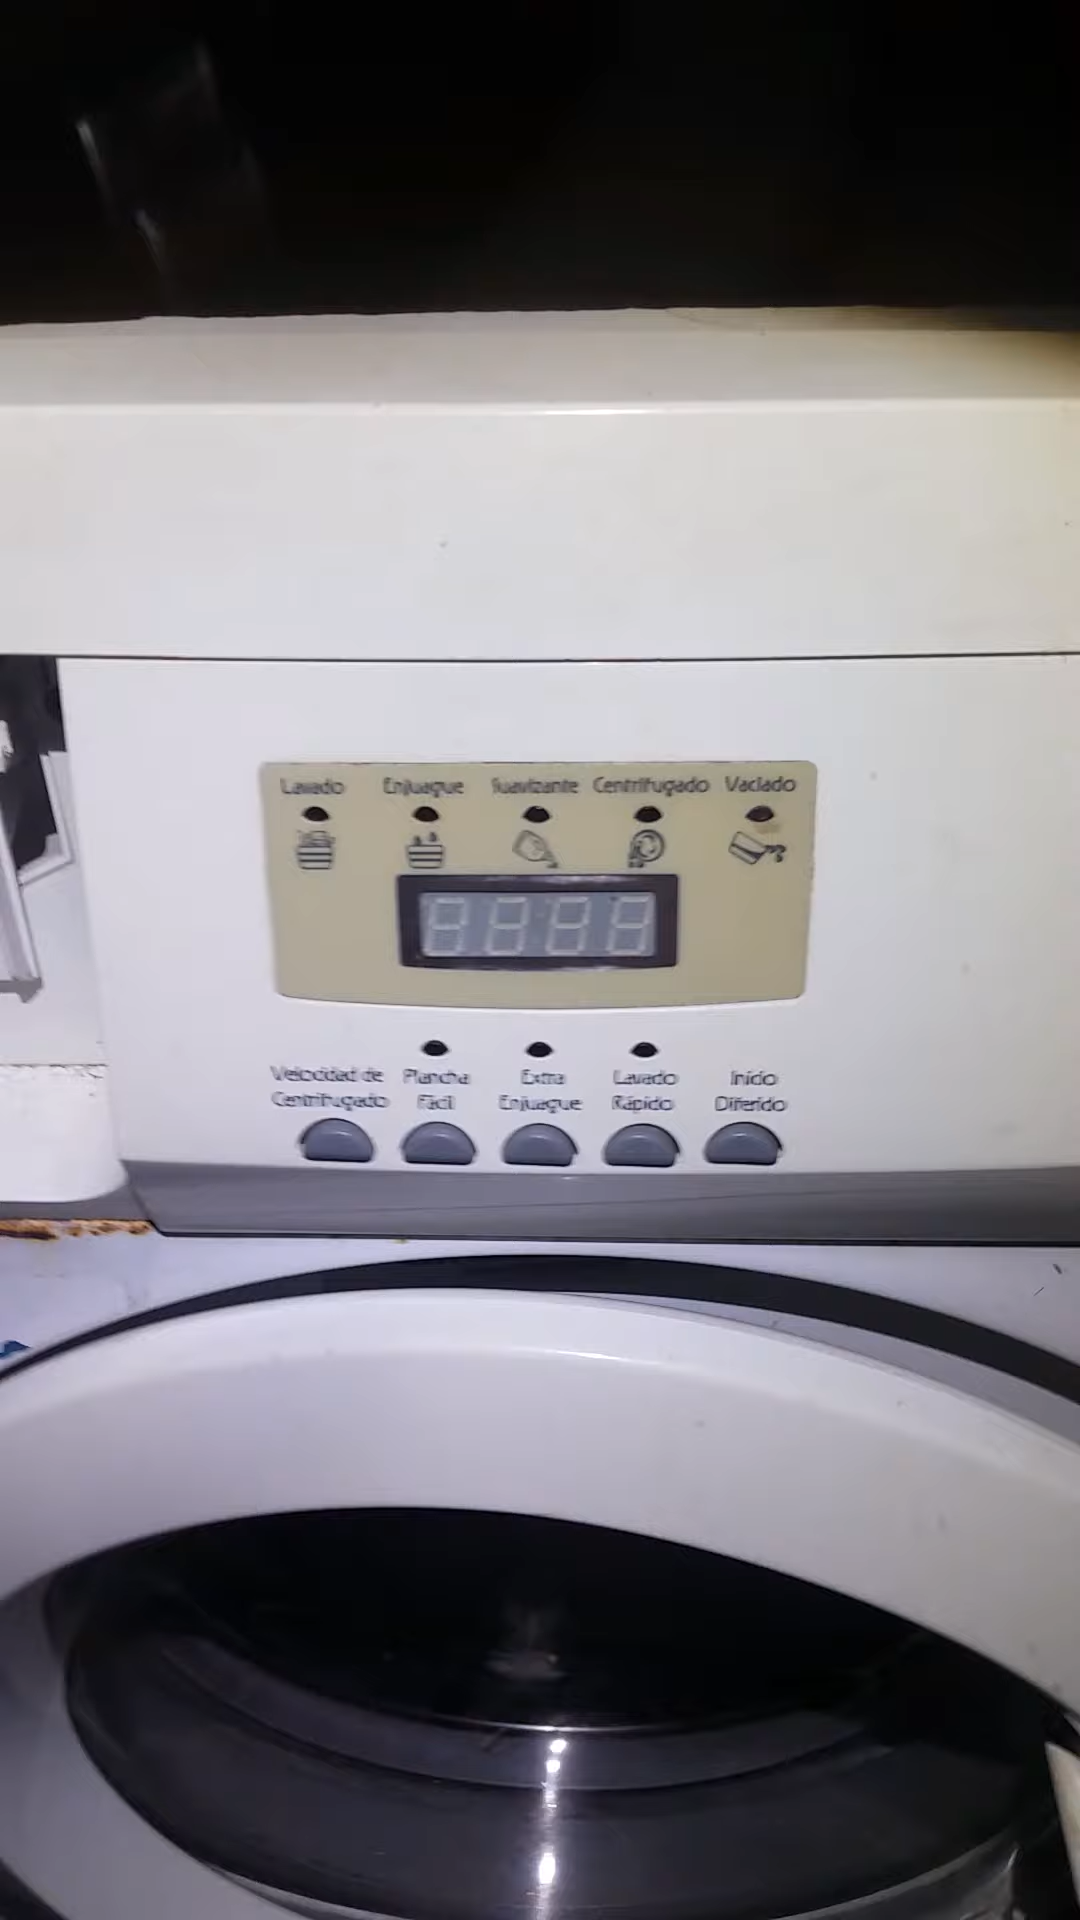 Lavado Enjuague Suavizante Centrifugado Vaciado
Velocidad de Centrifugado
Plancha Fácil
Extra Enjuague
Lavado Rápido
Inicio Diferido